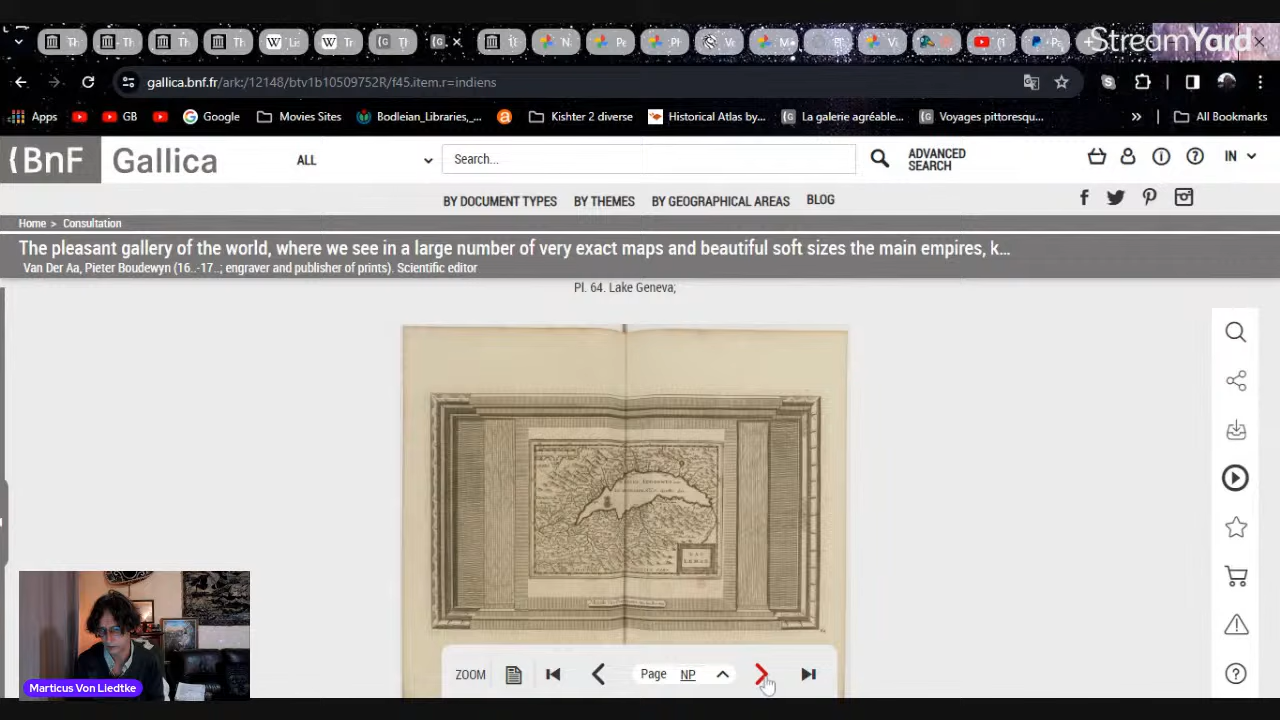 StreamYard
gallica.bnf.fr/ark:/12148/btv1b10509752R/f45.item.r=indiens
Apps
GB
Google
Movies Sites
Bodleian_Libraries,_...
Kishter 2 diverse
Historical Atlas by...
La galerie agréable...
Voyages pittoresqu...
»
All Bookmarks
BnF Gallica
ALL
Search...
ADVANCED
SEARCH
IN
BY DOCUMENT TYPES
BY THEMES
BY GEOGRAPHICAL AREAS
BLOG
Home > Consultation
The pleasant gallery of the world, where we see in a large number of very exact maps and beautiful soft sizes the main empires, k...
Van Der Aa, Pieter Boudewyn (16..-17..; engraver and publisher of prints). Scientific editor
Pl. 64. Lake Geneva;
ZOOM
Page NP
Marticus Von Liedtke